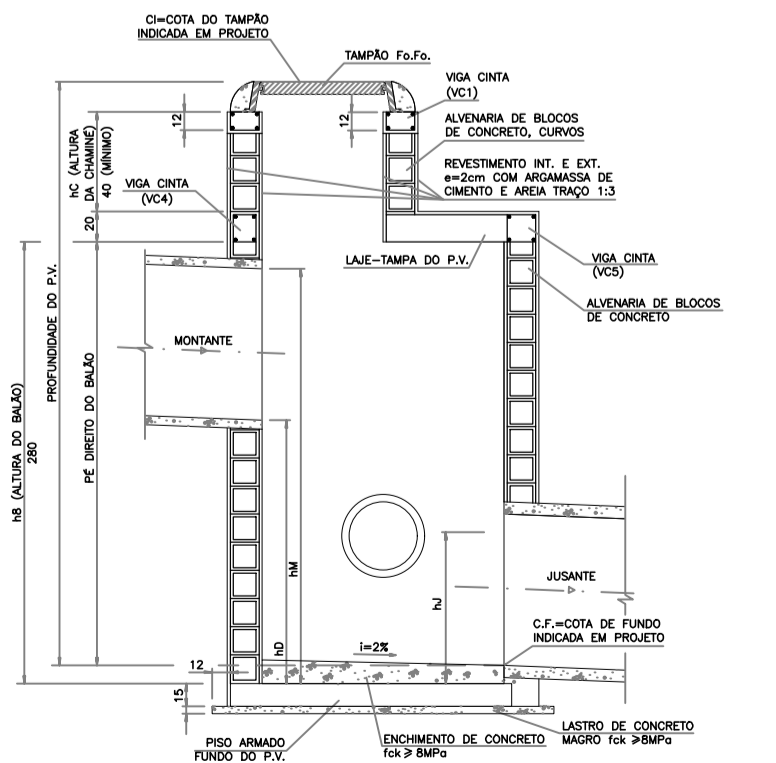 CI=COTA DO TAMPÃO
INDICADA EM PROJETO
TAMPÃO Fo.Fo.
VIGA CINTA
(VC1)
12
12
ALVENARIA DE BLOCOS
DE CONCRETO, CURVOS
hC (ALTURA
DA CHAMINÉ)
40 (MÍNIMO)
REVESTIMENTO INT. E EXT.
e=2cm COM ARGAMASSA DE
CIMENTO E AREIA TRAÇO 1:3
VIGA CINTA
(VC4)
20
LAJE-TAMPA DO P.V.
VIGA CINTA
(VC5)
ALVENARIA DE BLOCOS
DE CONCRETO
PROFUNDIDADE DO P.V.
MONTANTE
PÉ DIREITO DO BALÃO
h8 (ALTURA DO BALÃO)
280
hM
hJ
JUSANTE
hD
i=2%
C.F.=COTA DE FUNDO
INDICADA EM PROJETO
12
15
PISO ARMADO
FUNDO DO P.V.
ENCHIMENTO DE CONCRETO
fck ⩾ 8MPa
LASTRO DE CONCRETO
MAGRO fck ⩾8MPa